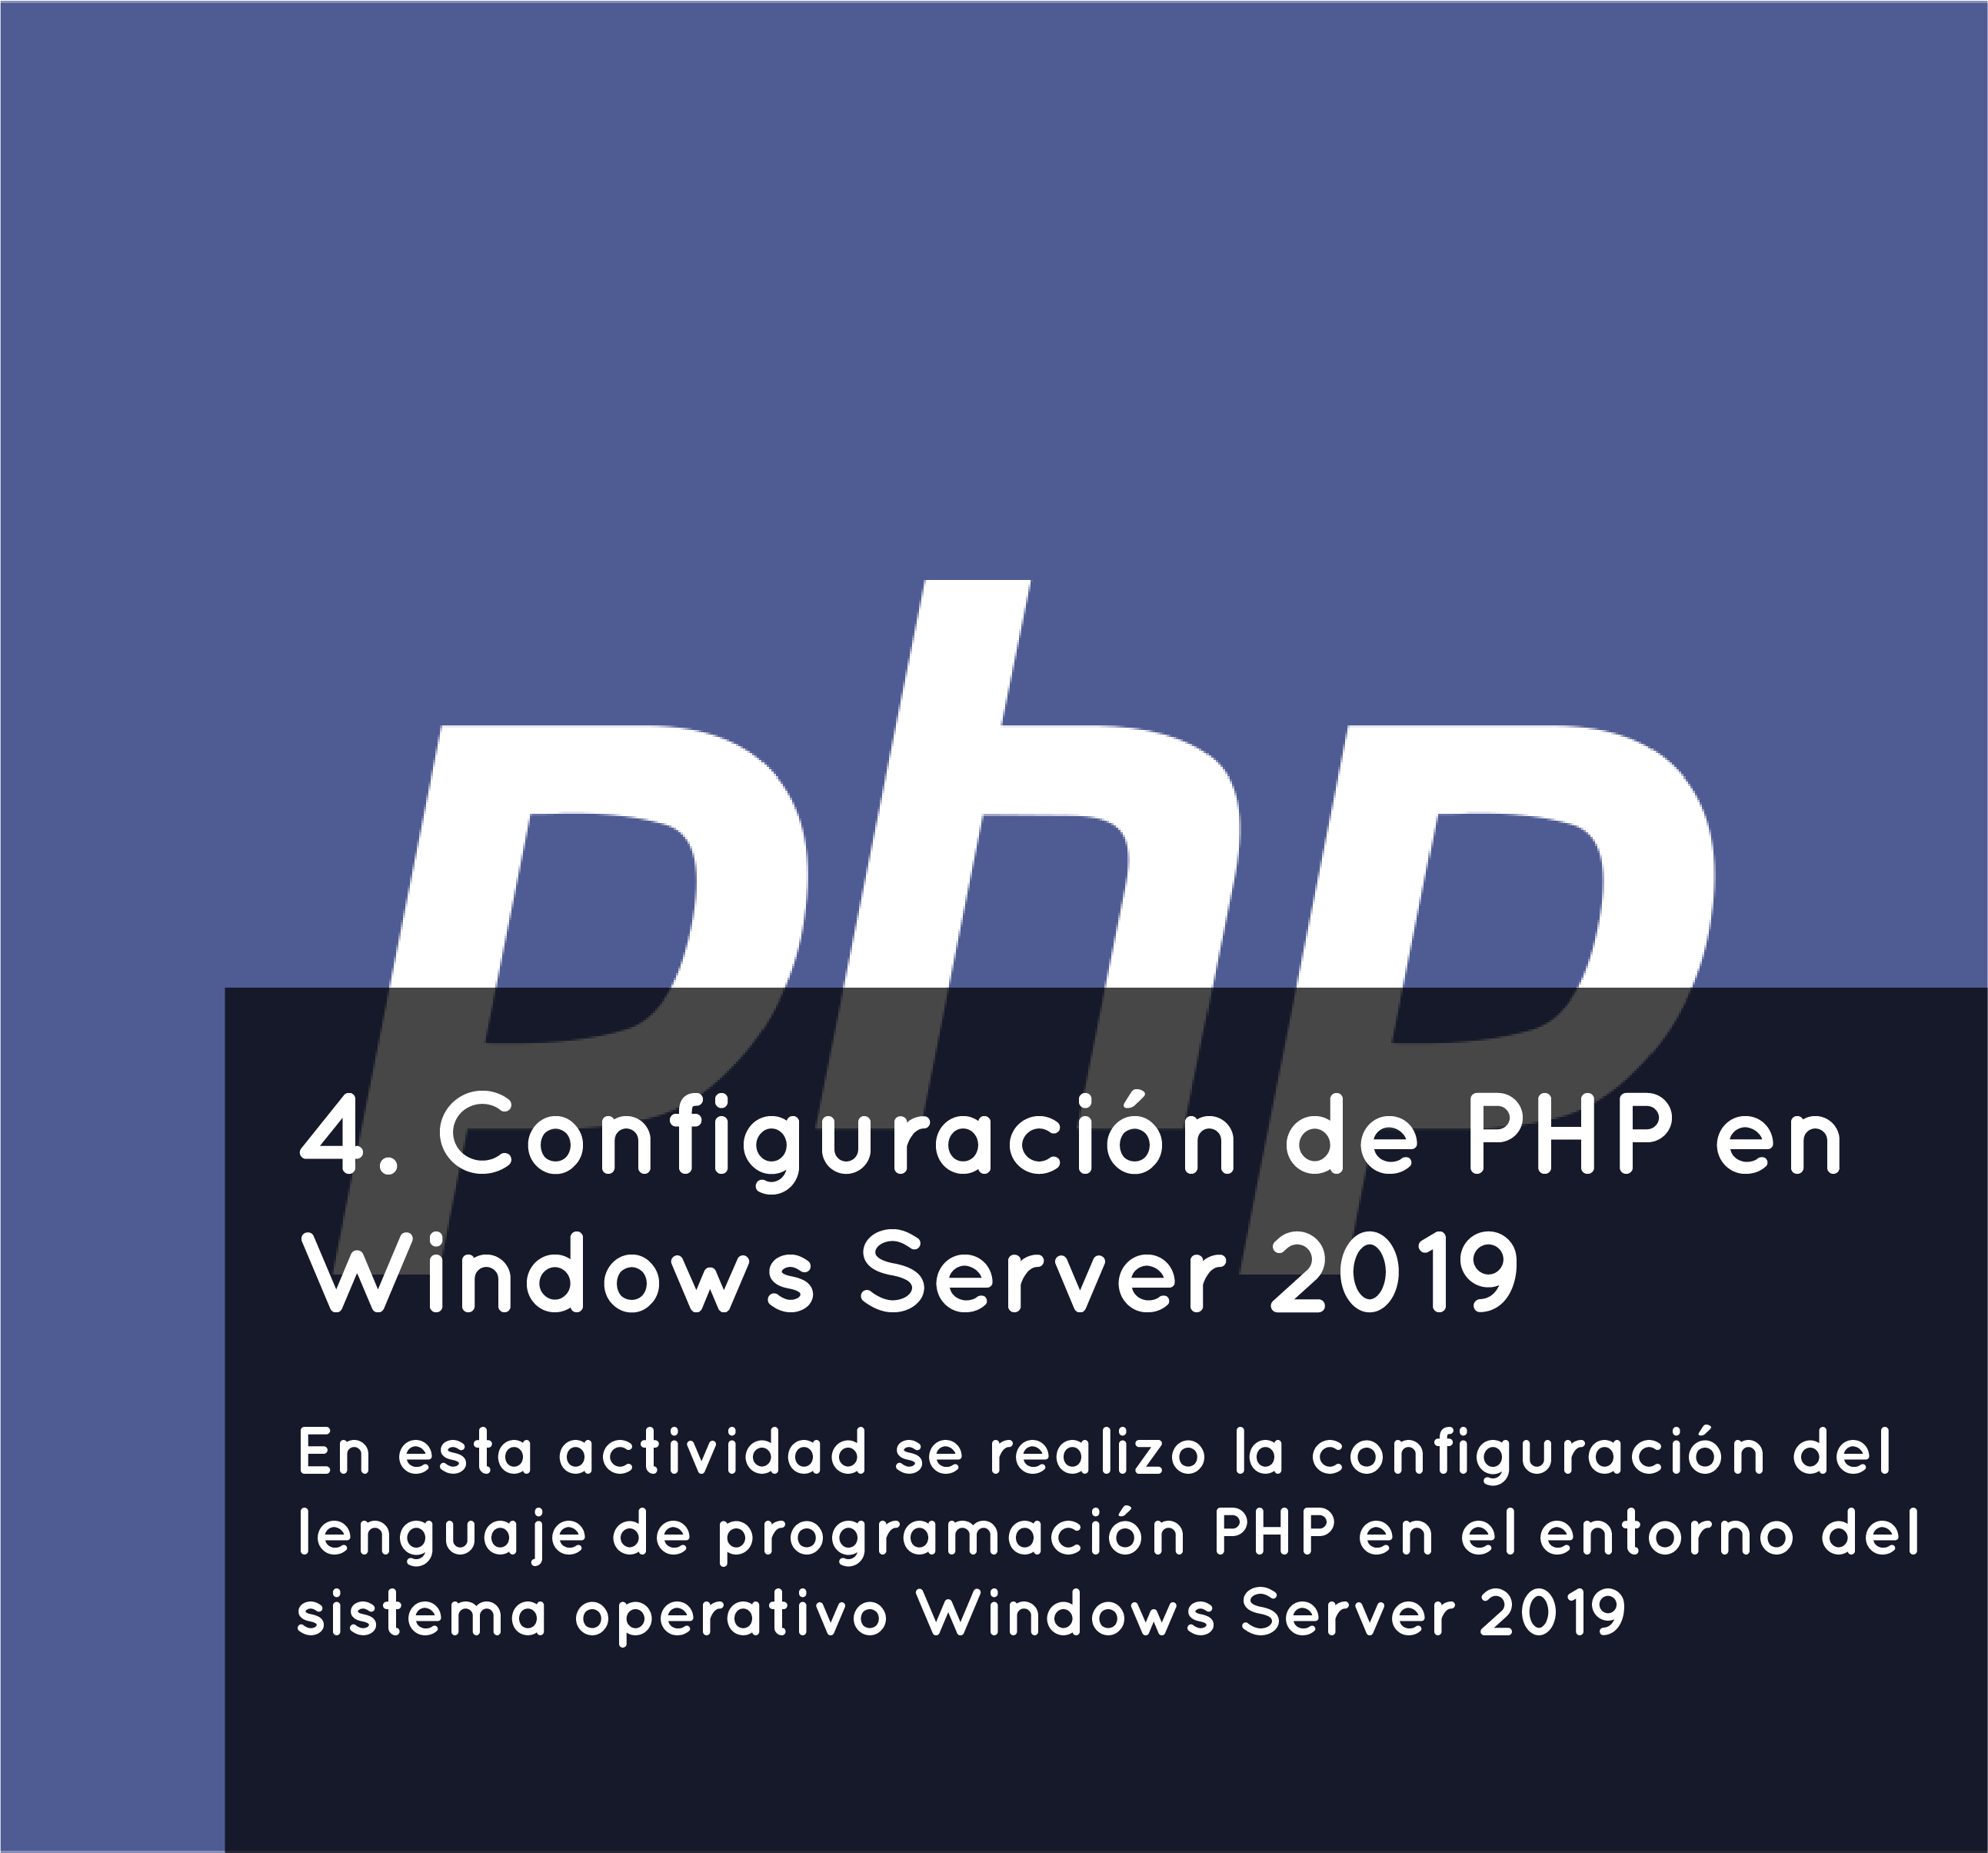 php
4. Configuración de PHP en
Windows Server 2019
En esta actividad se realizo la configuración del
lenguaje de programación PHP en el entorno del
sistema operativo Windows Server 2019